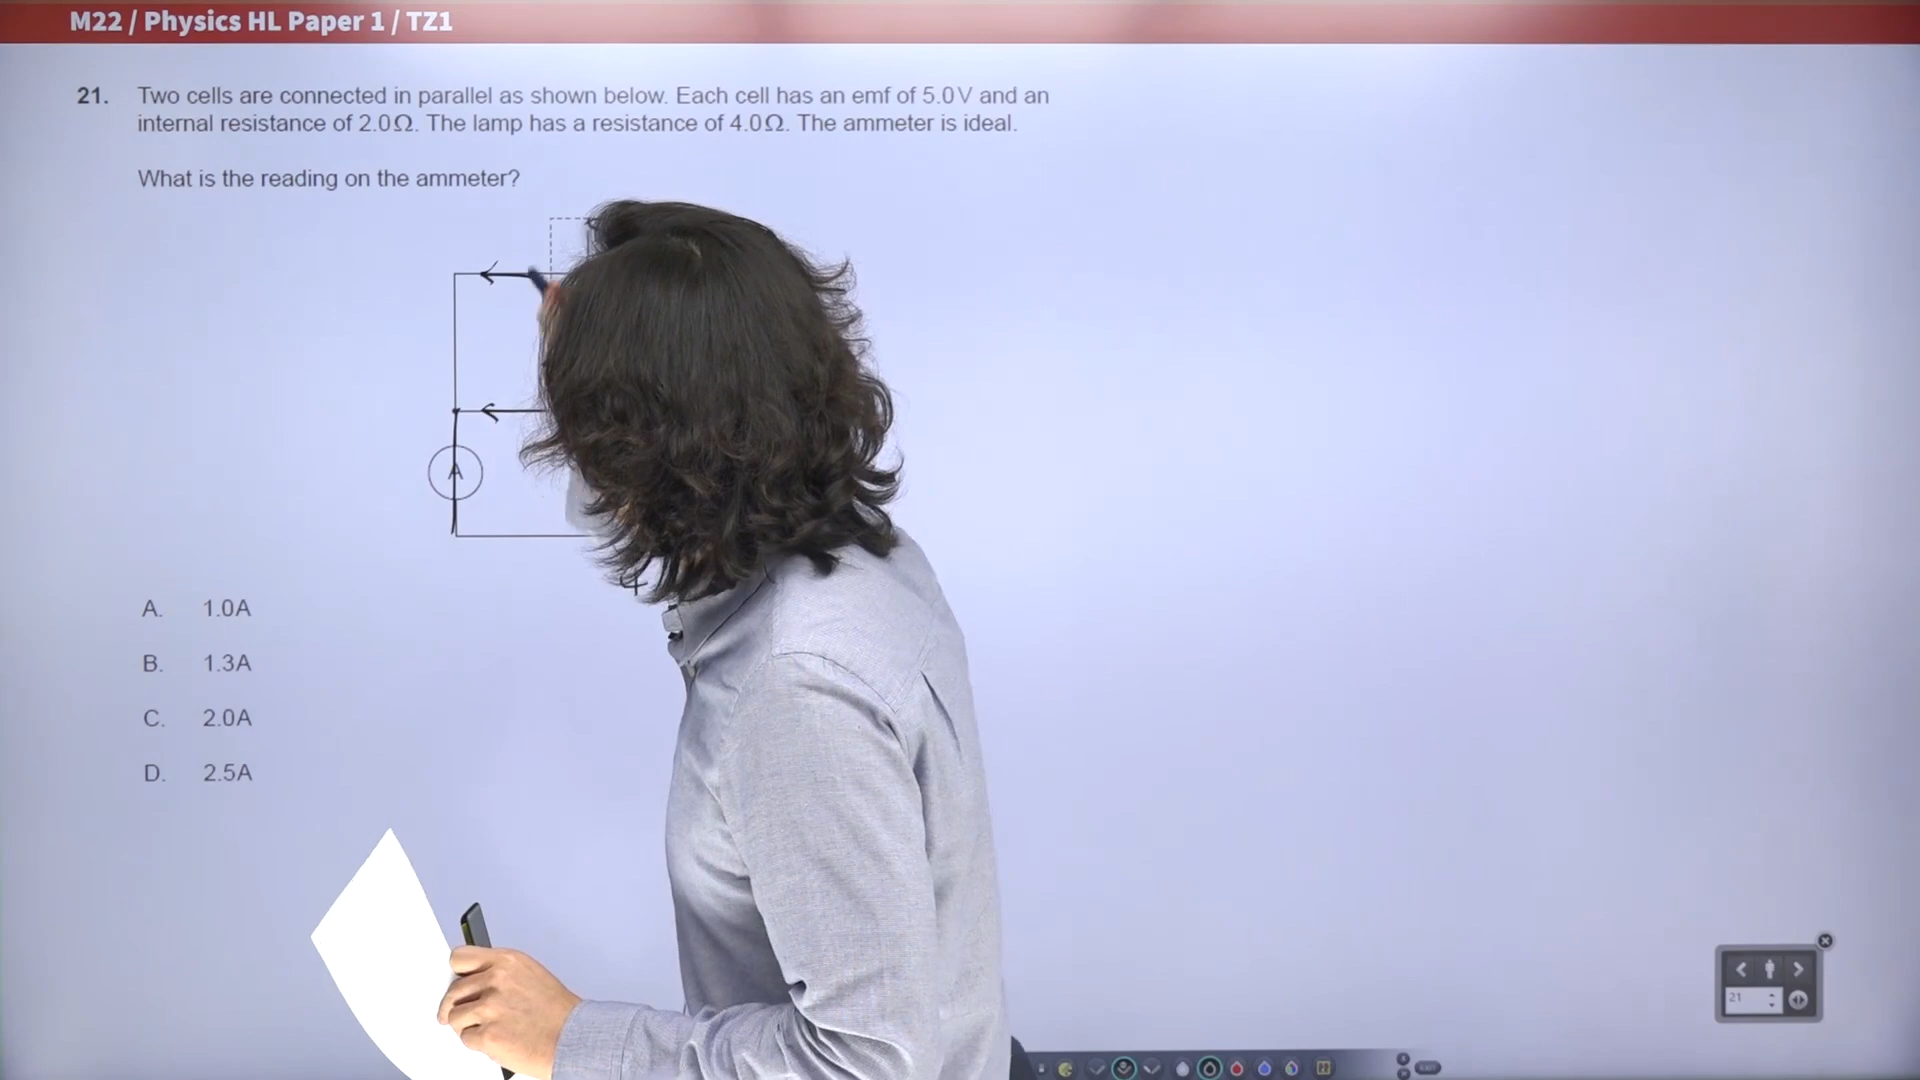 M22 / Physics HL Paper 1 / TZ1
21. Two cells are connected in parallel as shown below. Each cell has an emf of 5.0V and an
internal resistance of 2.0Ω. The lamp has a resistance of 4.0Ω. The ammeter is ideal.
What is the reading on the ammeter?
A
4
A. 1.0A
B. 1.3A
C. 2.0A
D. 2.5A
21